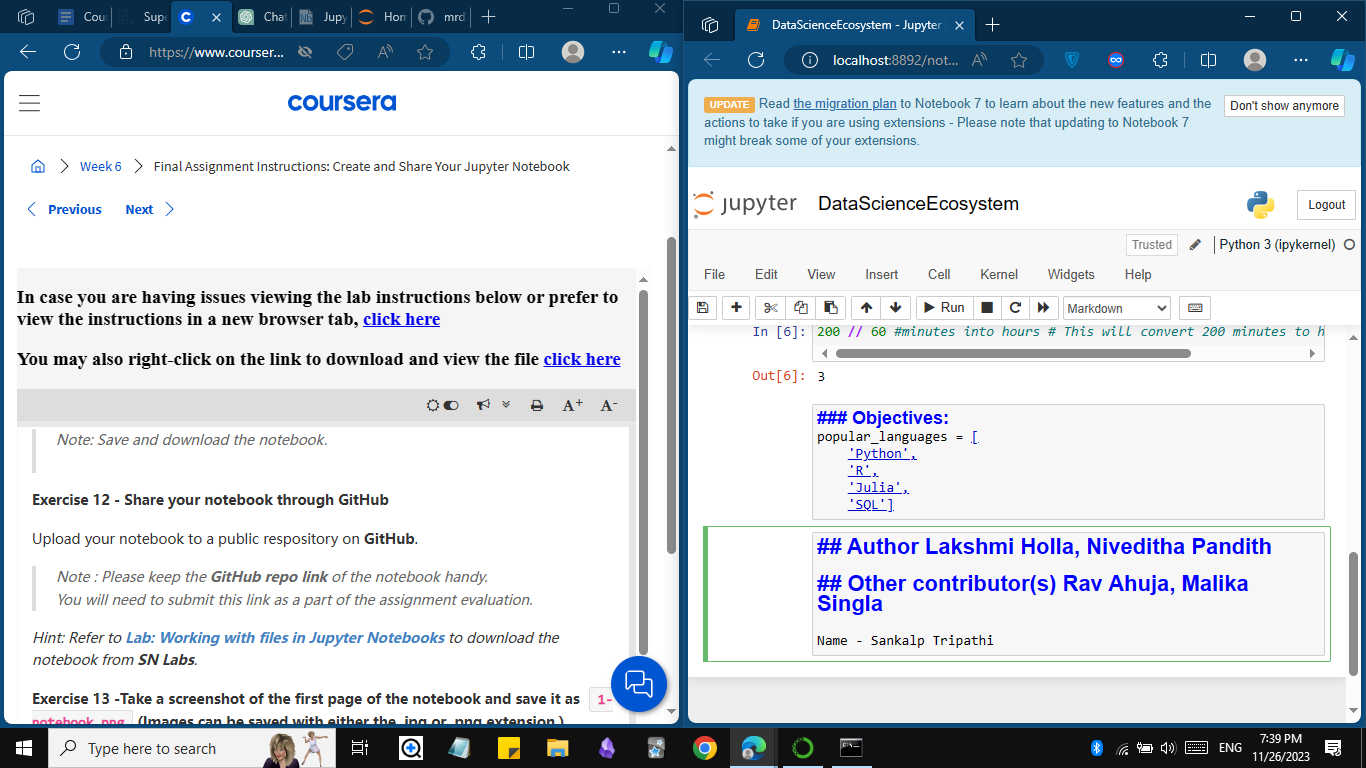 Cou
Sup
Chat
Jupy
Hom
mrd
https://www.courser...
coursera
Week 6
Final Assignment Instructions: Create and Share Your Jupyter Notebook
Previous
Next
In case you are having issues viewing the lab instructions below or prefer to
view the instructions in a new browser tab, click here
You may also right-click on the link to download and view the file click here
A+ A-
Note: Save and download the notebook.
Exercise 12 - Share your notebook through GitHub
Upload your notebook to a public respository on GitHub.
Note : Please keep the GitHub repo link of the notebook handy.
You will need to submit this link as a part of the assignment evaluation.
Hint: Refer to Lab: Working with files in Jupyter Notebooks to download the
notebook from SN Labs.
Exercise 13 -Take a screenshot of the first page of the notebook and save it as 1-
notebook.png. (Images can be saved with either the .jpg or .png extension.)
DataScienceEcosystem - Jupyter
localhost:8892/not...
UPDATE Read the migration plan to Notebook 7 to learn about the new features and the
actions to take if you are using extensions - Please note that updating to Notebook 7
might break some of your extensions.
Don't show anymore
jupyter DataScienceEcosystem
Logout
Trusted
Python 3 (ipykernel)
File Edit View Insert Cell Kernel Widgets Help
Run
Markdown
In [6]: 200 // 60 #minutes into hours # This will convert 200 minutes to h
Out[6]: 3
### Objectives:
popular_languages = [
'Python',
'R',
'Julia',
'SQL']
## Author Lakshmi Holla, Niveditha Pandith
## Other contributor(s) Rav Ahuja, Malika
Singla
Name - Sankalp Tripathi
Type here to search
ENG
7:39 PM
11/26/2023